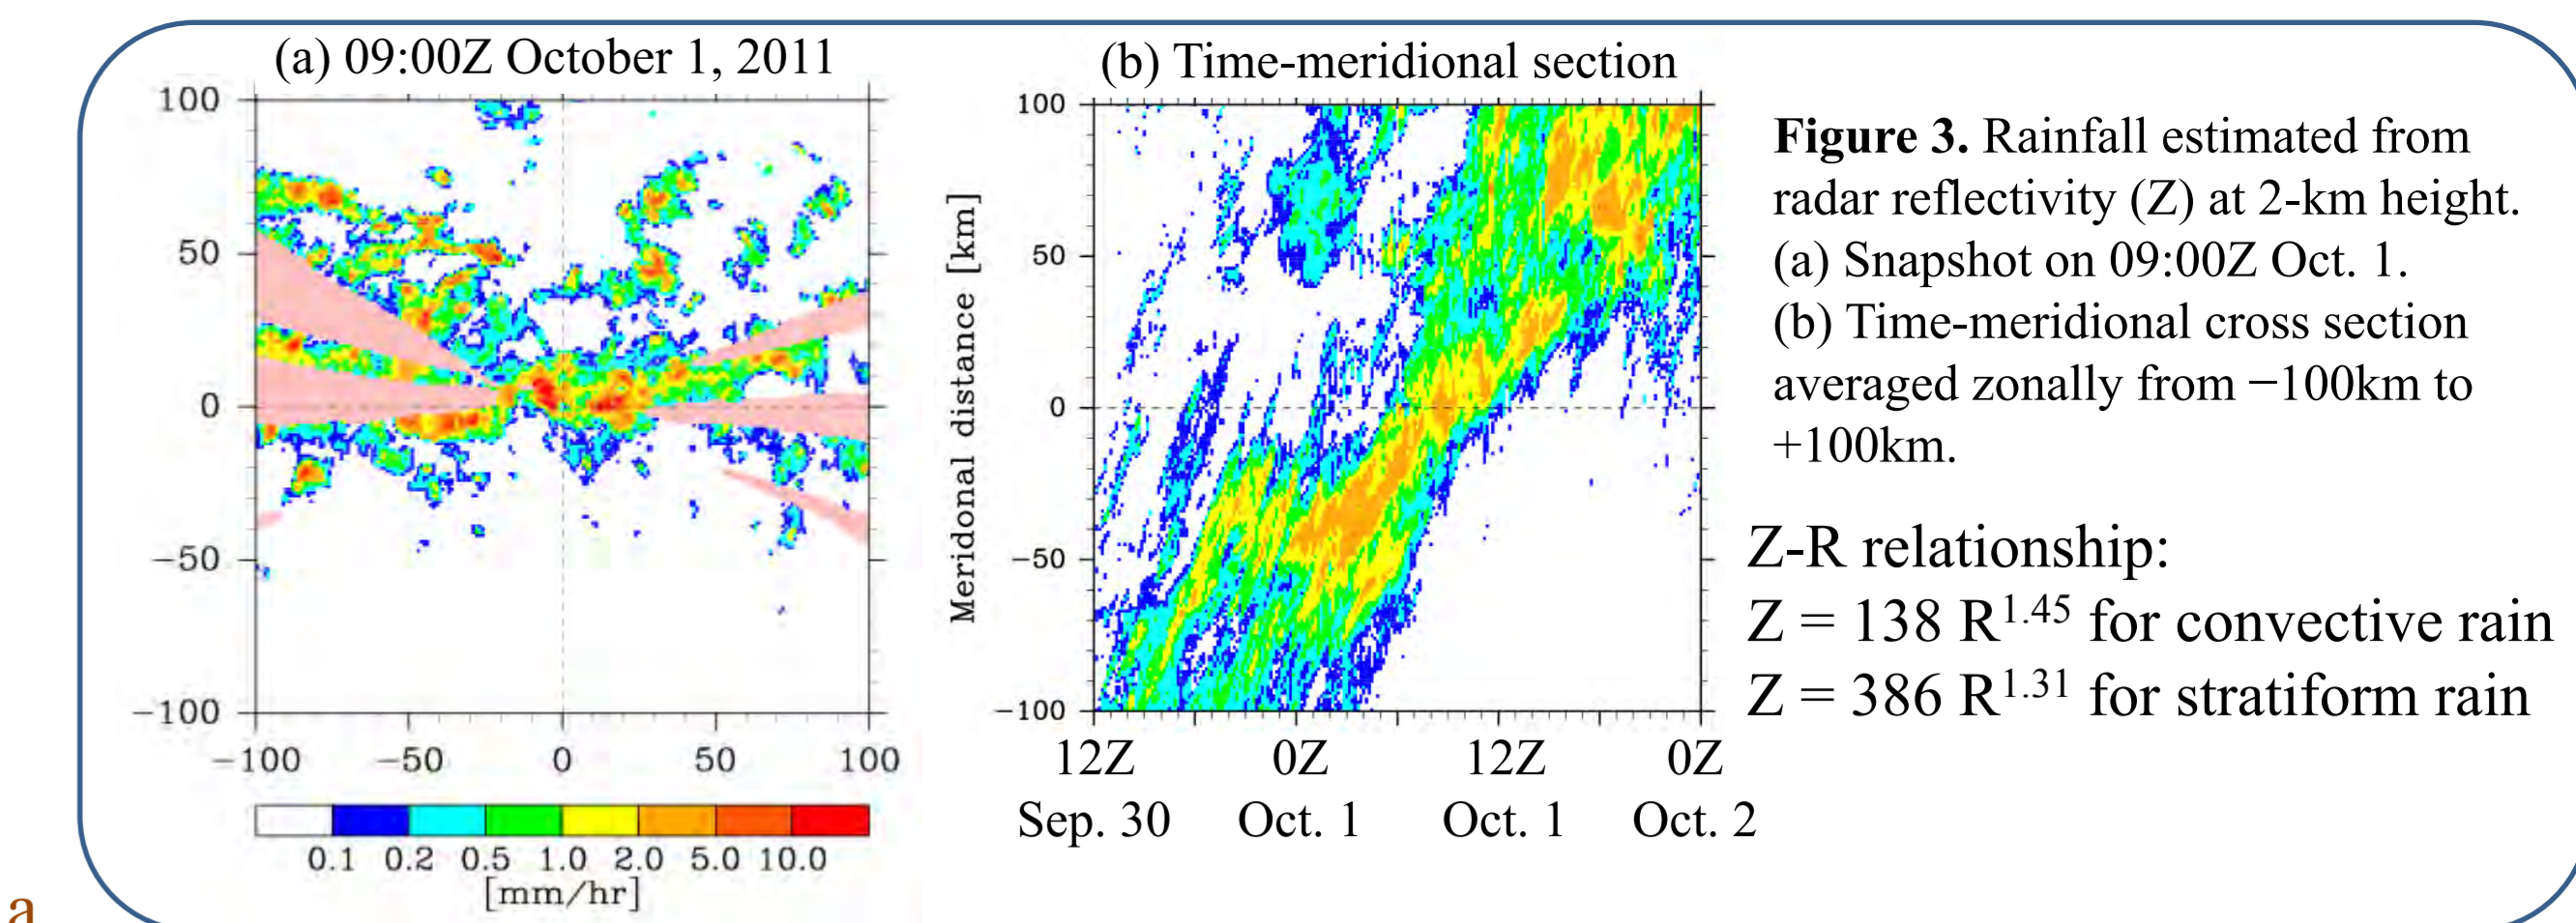 (a) 09:00Z October 1, 2011
100
50
0
−50
−100
−100 −50 0 50 100
0.1 0.2 0.5 1.0 2.0 5.0 10.0
[mm/hr]
(b) Time-meridional section
Meridonal distance [km]
100
50
0
−50
−100
12Z 0Z 12Z 0Z
Sep. 30 Oct. 1 Oct. 1 Oct. 2
Figure 3. Rainfall estimated from
radar reflectivity (Z) at 2-km height.
(a) Snapshot on 09:00Z Oct. 1.
(b) Time-meridional cross section
averaged zonally from −100km to
+100km.
Z-R relationship:
Z = 138 R^1.45 for convective rain
Z = 386 R^1.31 for stratiform rain
a